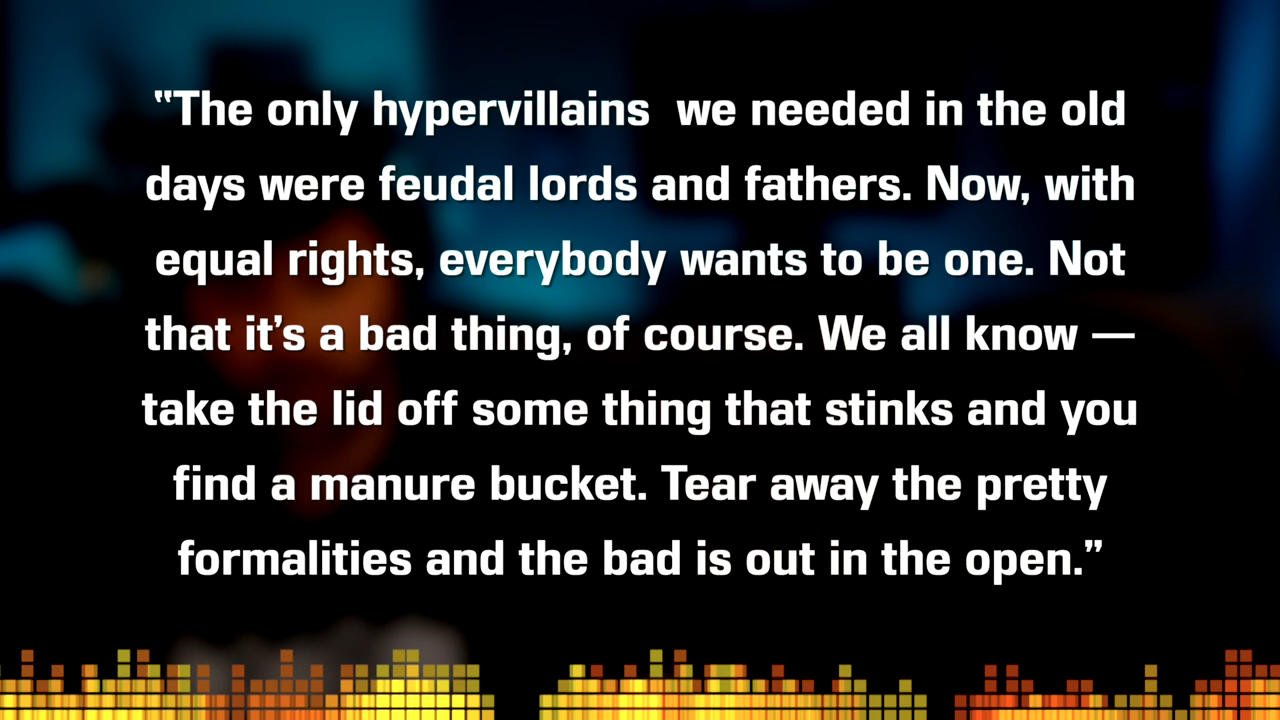 “The only hypervillains  we needed in the old
days were feudal lords and fathers. Now, with
equal rights, everybody wants to be one. Not
that it’s a bad thing, of course. We all know —
take the lid off some thing that stinks and you
find a manure bucket. Tear away the pretty
formalities and the bad is out in the open.”